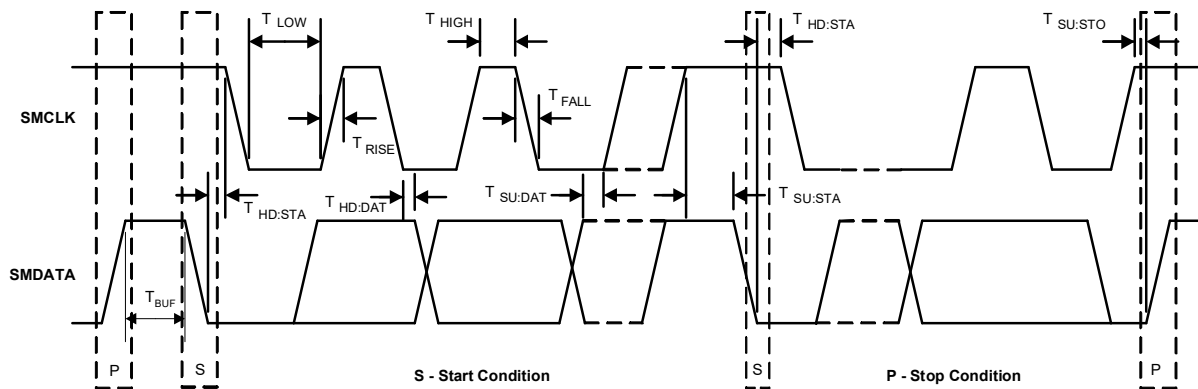 T LOW
T HIGH
T HD:STA
T SU:STO
SMCLK
T FALL
T RISE
T HD:STA
T HD:DAT
T SU:DAT
T SU:STA
SMDATA
T BUF
P
S
S - Start Condition
S
P - Stop Condition
P